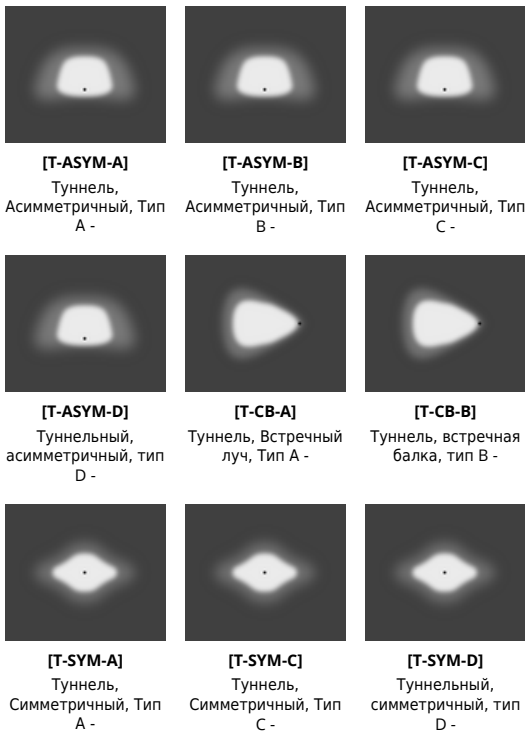 [T-ASYM-A]
Туннель,
Асимметричный, Тип
A -
[T-ASYM-B]
Туннель,
Асимметричный, Тип
B -
[T-ASYM-C]
Туннель,
Асимметричный, Тип
C -
[T-ASYM-D]
Туннельный,
асимметричный, тип
D -
[T-CB-A]
Туннель, Встречный
луч, Тип A -
[T-CB-B]
Туннель, встречная
балка, тип B -
[T-SYM-A]
Туннель,
Симметричный, Тип
A -
[T-SYM-C]
Туннель,
Симметричный, Тип
C -
[T-SYM-D]
Туннельный,
симметричный, тип
D -